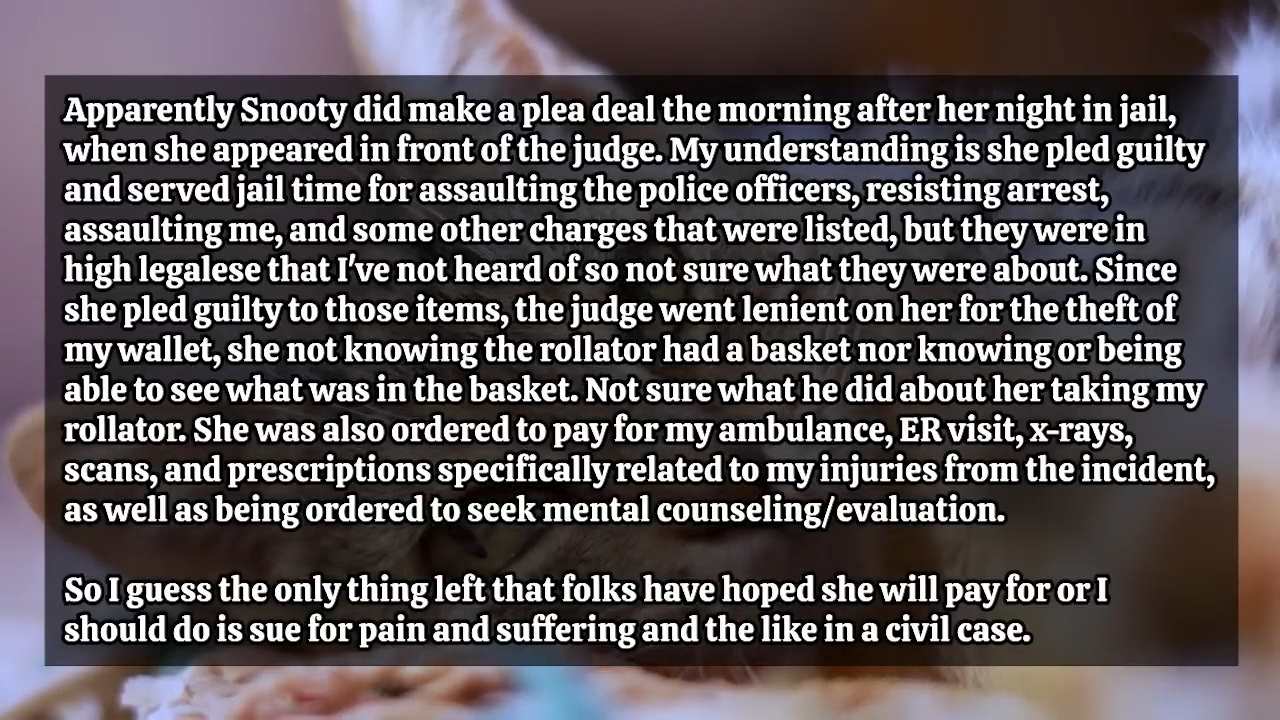 Apparently Snooty did make a plea deal the morning after her night in jail,
when she appeared in front of the judge. My understanding is she pled guilty
and served jail time for assaulting the police officers, resisting arrest,
assaulting me, and some other charges that were listed, but they were in
high legalese that I've not heard of so not sure what they were about. Since
she pled guilty to those items, the judge went lenient on her for the theft of
my wallet, she not knowing the rollator had a basket nor knowing or being
able to see what was in the basket. Not sure what he did about her taking my
rollator. She was also ordered to pay for my ambulance, ER visit, x-rays,
scans, and prescriptions specifically related to my injuries from the incident,
as well as being ordered to seek mental counseling/evaluation.
So I guess the only thing left that folks have hoped she will pay for or I
should do is sue for pain and suffering and the like in a civil case.